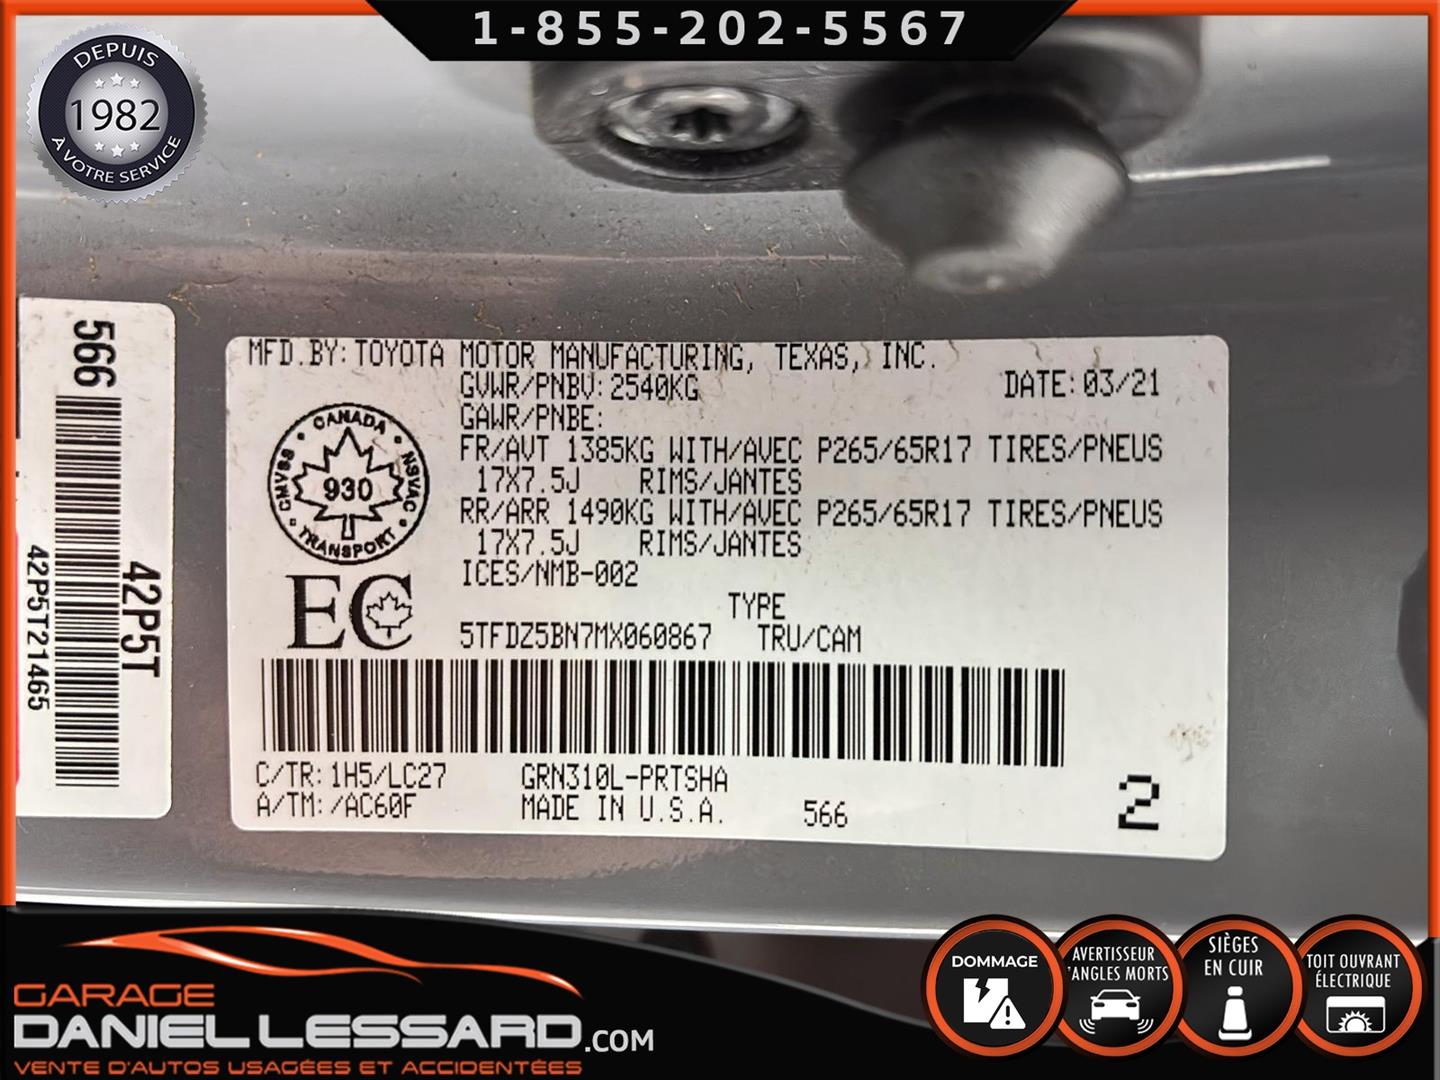 1-855-202-5567
DEPUIS
1982
À VOTRE SERVICE
566
42P5T
42P5T21465
MFD.BY:TOYOTA MOTOR MANUFACTURING, TEXAS, INC.
GVWR/PNBV:2540KG DATE:03/21
GAWR/PNBE:
FR/AVT 1385KG WITH/AVEC P265/65R17 TIRES/PNEUS
17X7.5J RIMS/JANTES
RR/ARR 1490KG WITH/AVEC P265/65R17 TIRES/PNEUS
17X7.5J RIMS/JANTES
ICES/NMB-002
CANADA
CMVSS 930 NSVAC
TRANSPORT
EC
TYPE
5TFDZ5BN7MX060867 TRU/CAM
C/TR:1H5/LC27 GRN310L-PRTSHA
A/TM:/AC60F MADE IN U.S.A. 566
2
GARAGE
DANIEL LESSARD.COM
VENTE D'AUTOS USAGÉES ET ACCIDENTÉES
DOMMAGE
AVERTISSEUR
D'ANGLES MORTS
SIÈGES
EN CUIR
TOIT OUVRANT
ÉLECTRIQUE